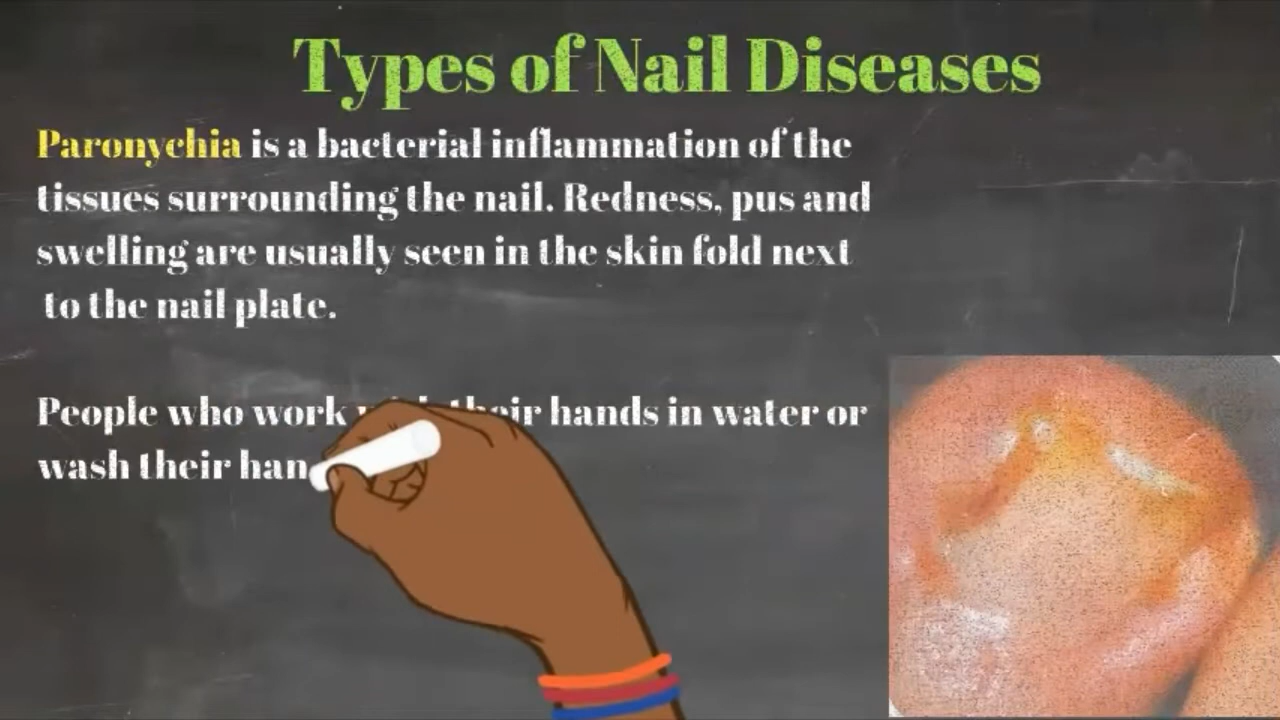 Types of Nail Diseases
Paronychia is a bacterial inflammation of the
tissues surrounding the nail. Redness, pus and
swelling are usually seen in the skin fold next
to the nail plate.
People who work their hands in water or
wash their han